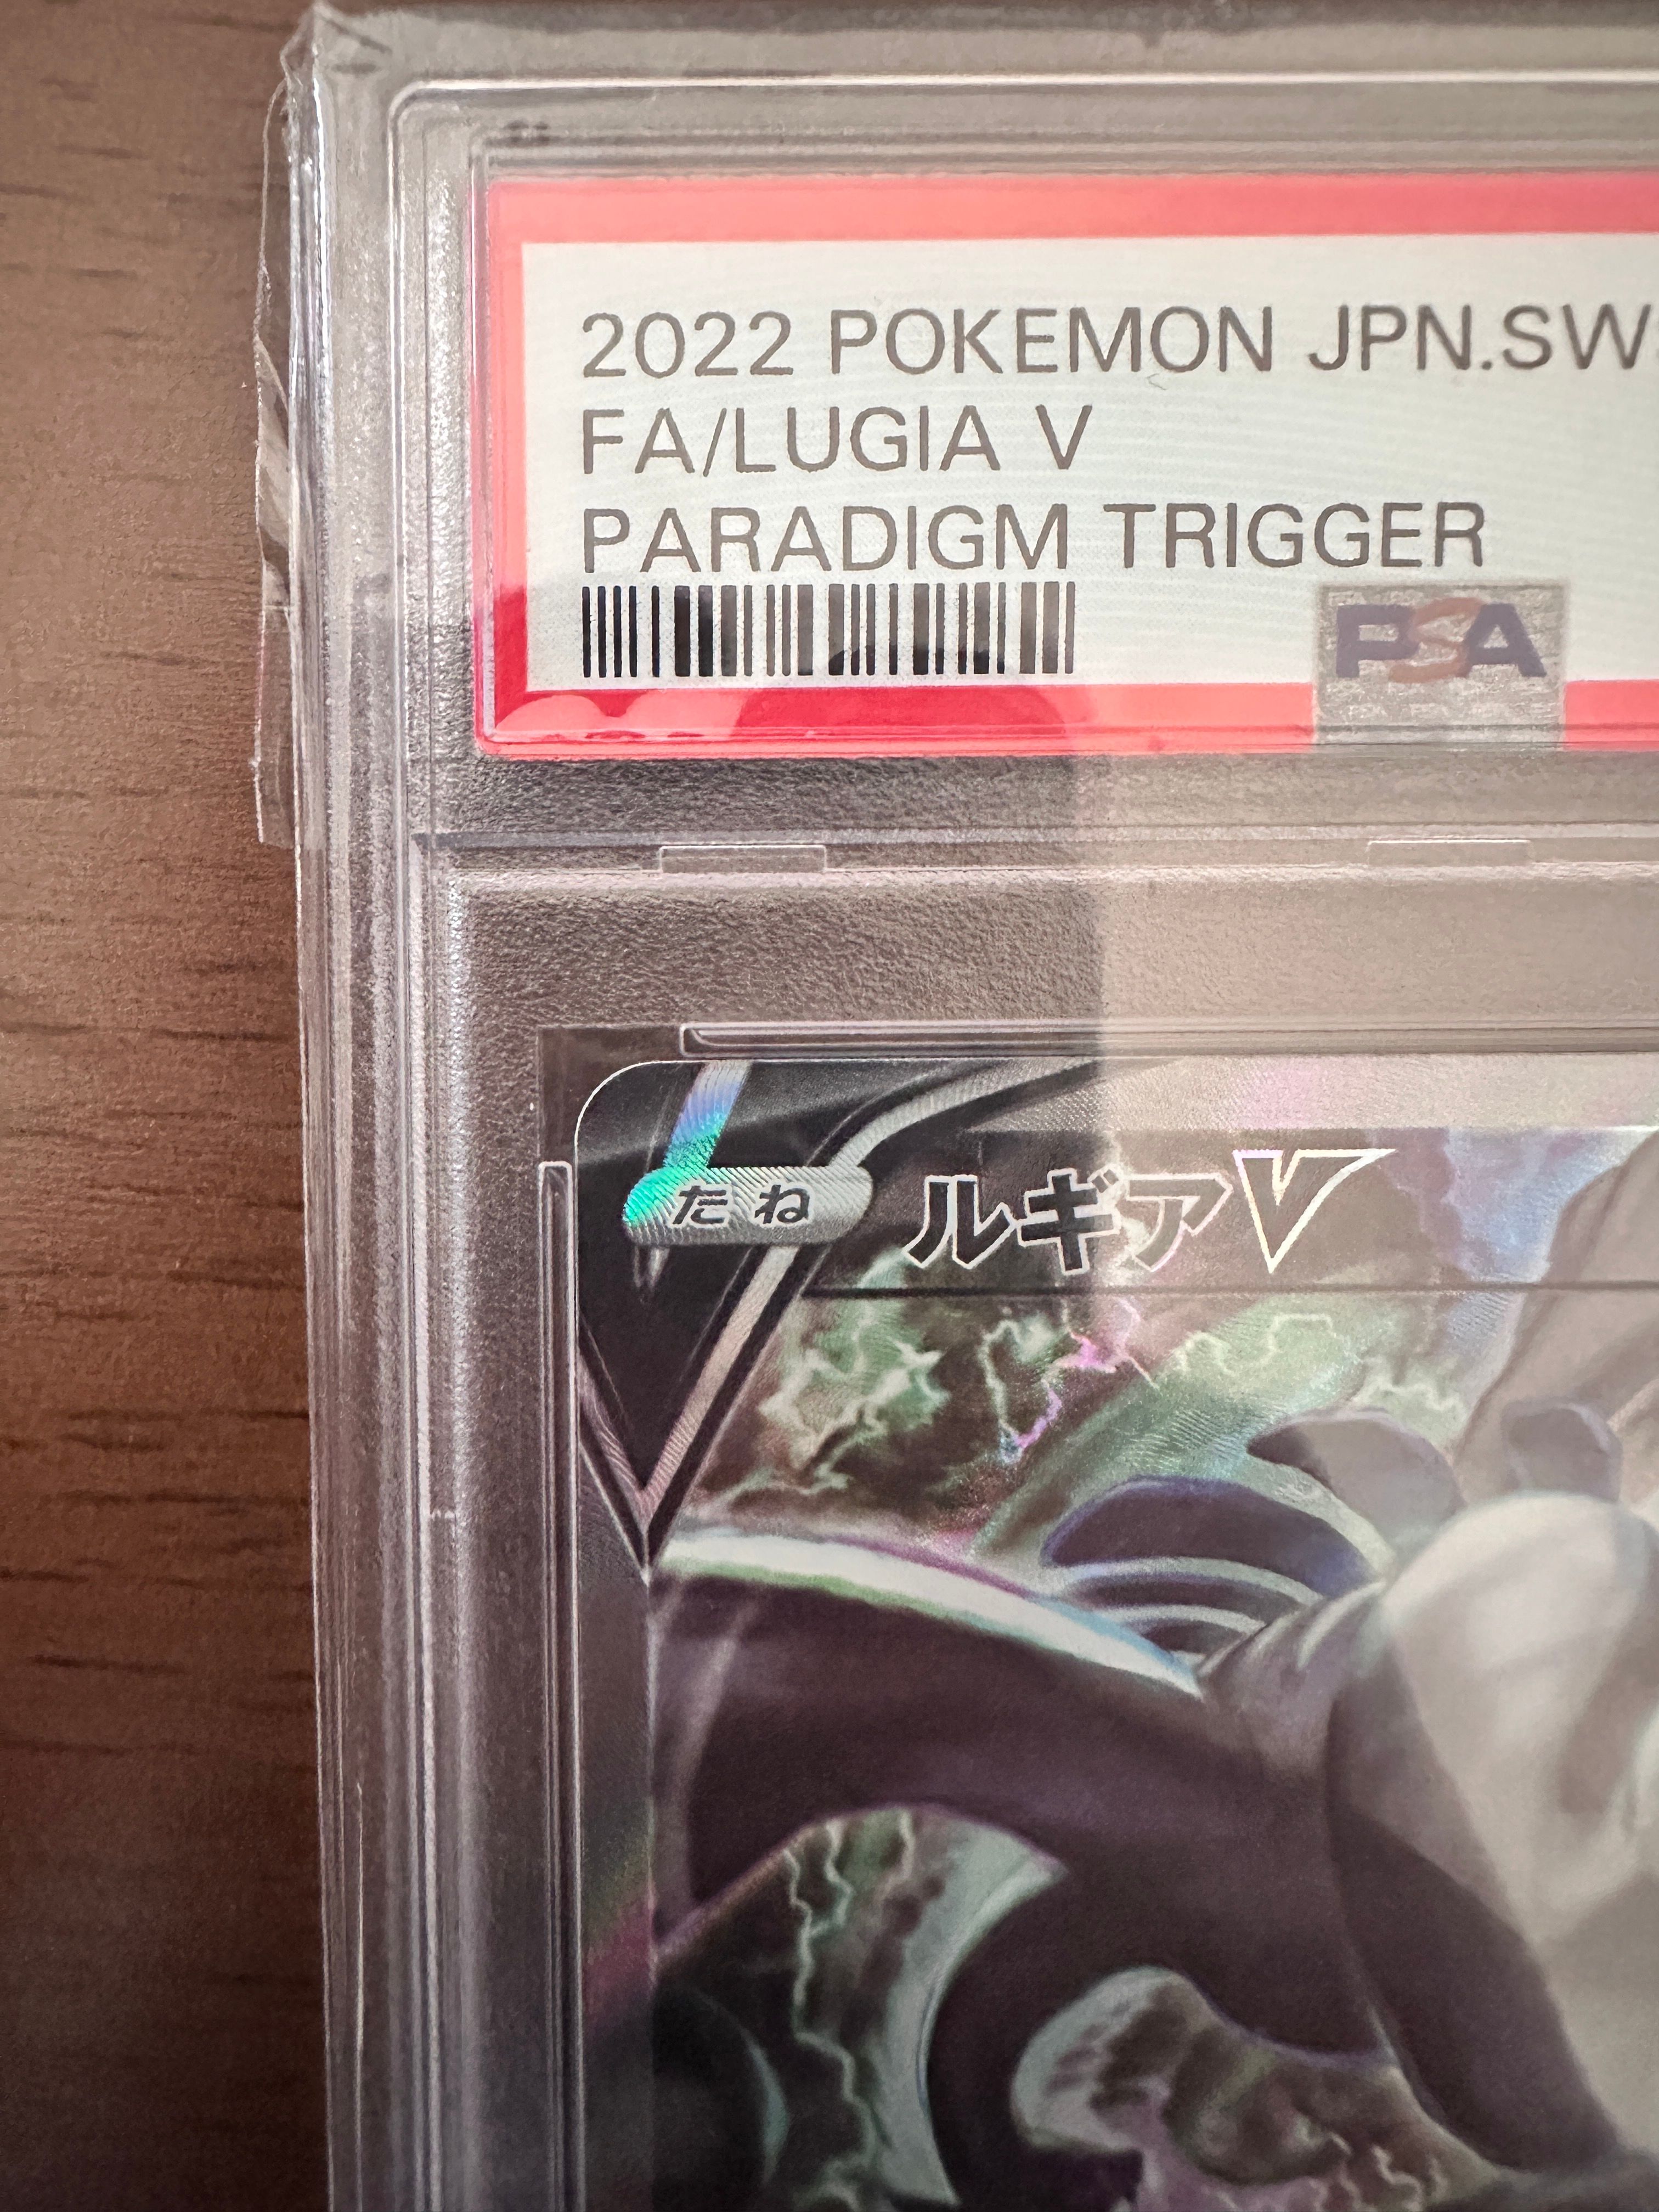 2022 POKEMON JPN.SW
FA/LUGIA V
PARADIGM TRIGGER
PSA
たね
ルギアV